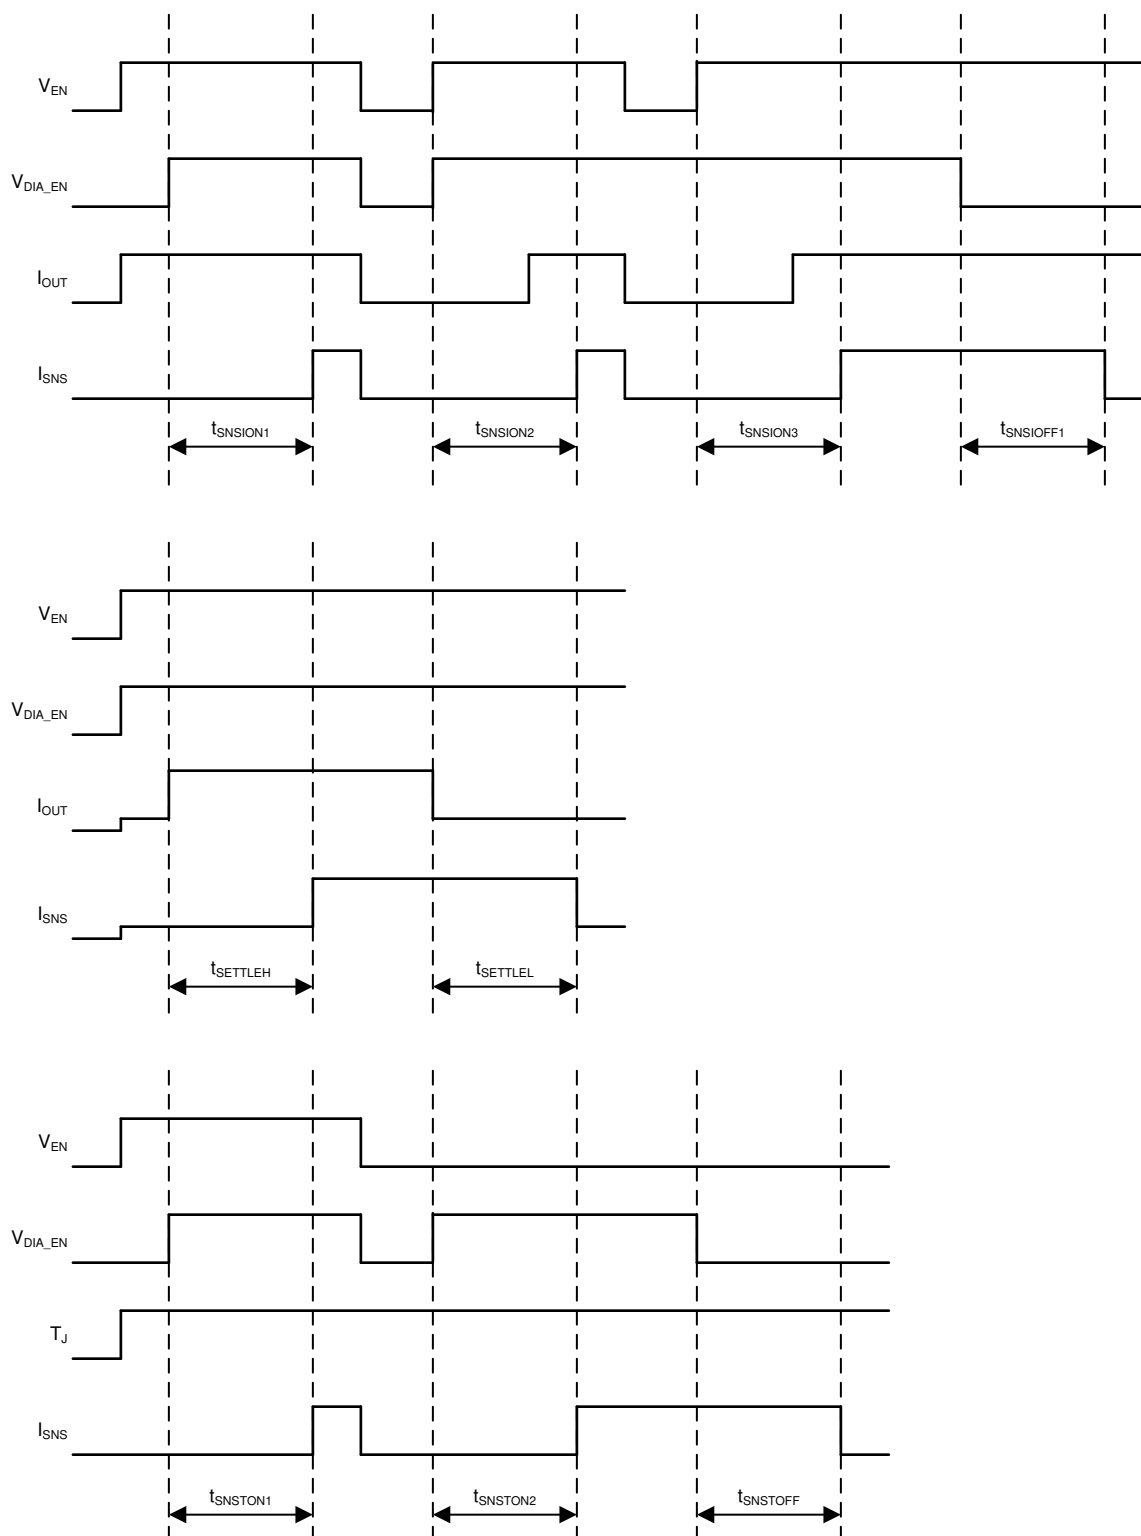 VEN
VDIA_EN
IOUT
ISNS
tSNSION1 tSNSION2 tSNSION3 tSNSIOFF1
VEN
VDIA_EN
IOUT
ISNS
tSETTLEH tSETTLEL
VEN
VDIA_EN
TJ
ISNS
tSNSTON1 tSNSTON2 tSNSTOFF